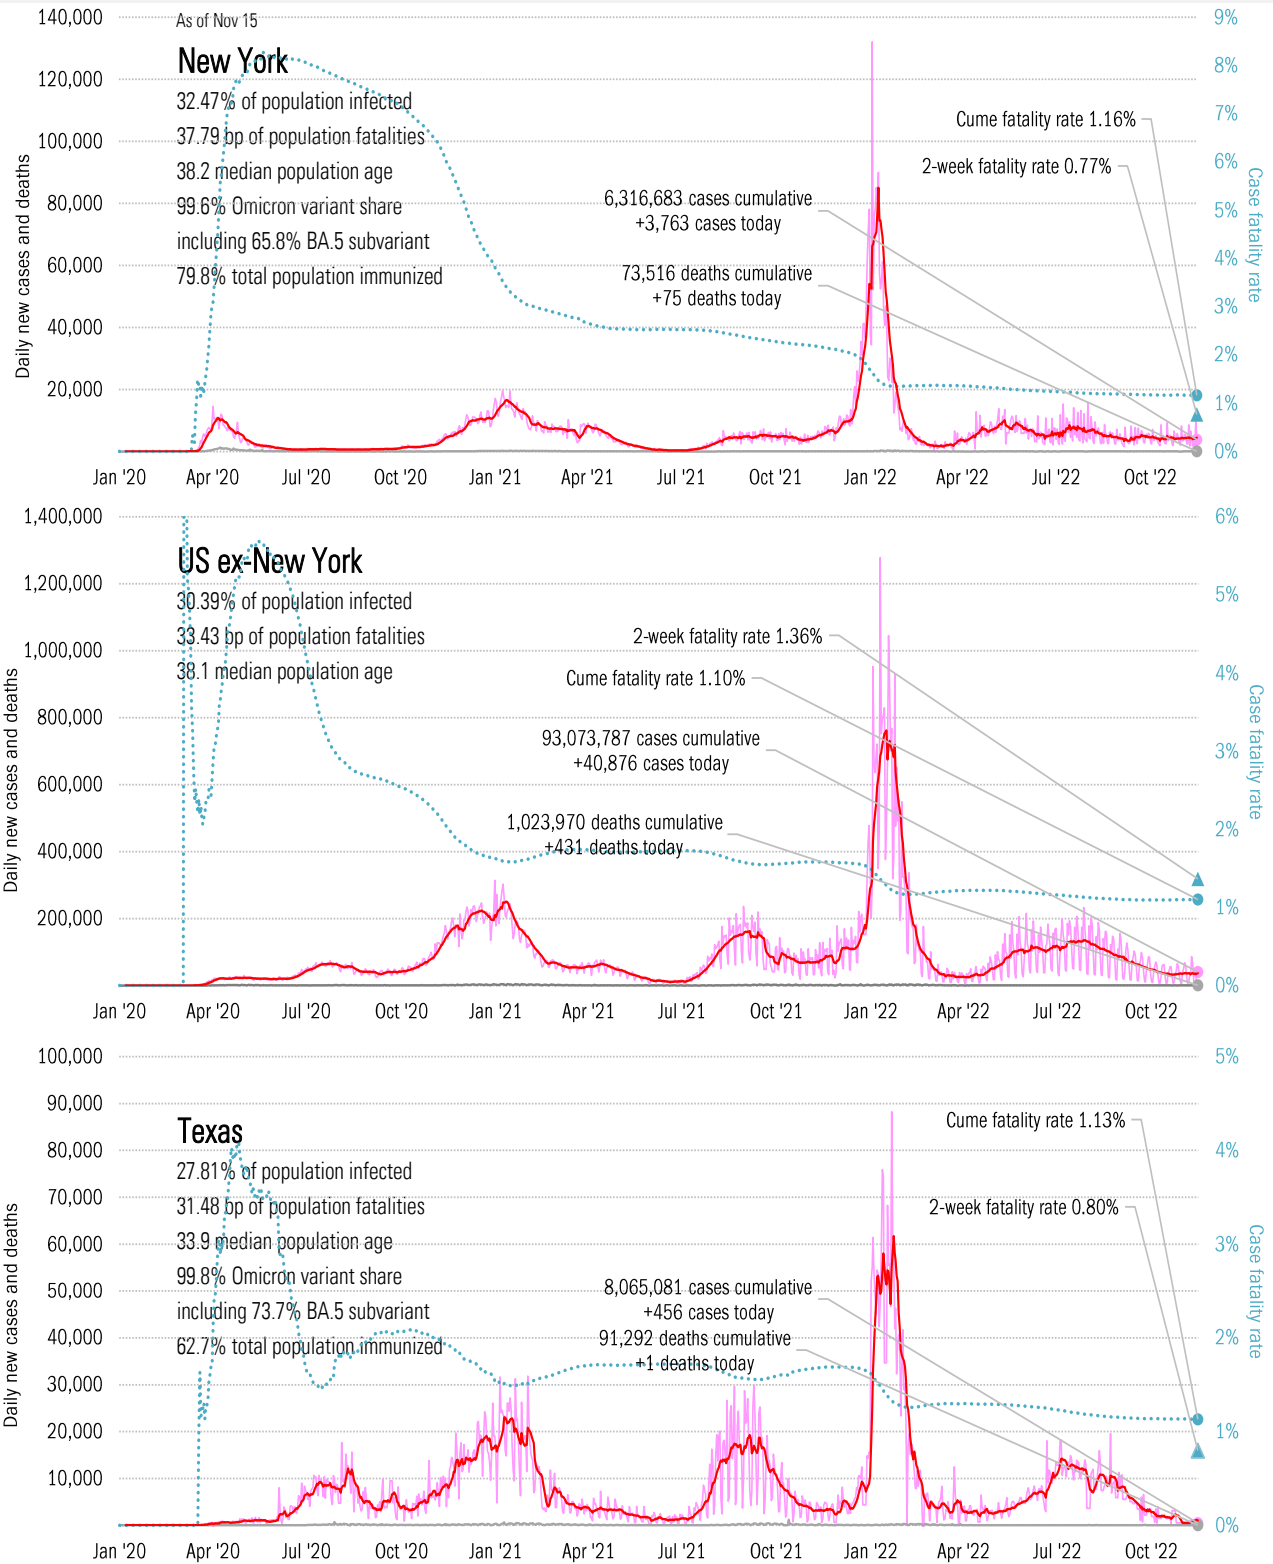 As of Nov 15
New York
32.47% of population infected
37.79 bp of population fatalities
38.2 median population age
99.6% Omicron variant share
including 65.8% BA.5 subvariant
79.8% total population immunized
Cume fatality rate 1.16%
2-week fatality rate 0.77%
6,316,683 cases cumulative
+3,763 cases today
73,516 deaths cumulative
+75 deaths today
Daily new cases and deaths
140,000
120,000
100,000
80,000
60,000
40,000
20,000
Case fatality rate
9%
8%
7%
6%
5%
4%
3%
2%
1%
0%
Jan '20 Apr '20 Jul '20 Oct '20 Jan '21 Apr '21 Jul '21 Oct '21 Jan '22 Apr '22 Jul '22 Oct '22
US ex-New York
30.39% of population infected
33.43 bp of population fatalities
38.1 median population age
2-week fatality rate 1.36%
Cume fatality rate 1.10%
93,073,787 cases cumulative
+40,876 cases today
1,023,970 deaths cumulative
+431 deaths today
Daily new cases and deaths
1,400,000
1,200,000
1,000,000
800,000
600,000
400,000
200,000
Case fatality rate
6%
5%
4%
3%
2%
1%
0%
Jan '20 Apr '20 Jul '20 Oct '20 Jan '21 Apr '21 Jul '21 Oct '21 Jan '22 Apr '22 Jul '22 Oct '22
Texas
27.81% of population infected
31.48 bp of population fatalities
33.9 median population age
99.8% Omicron variant share
including 73.7% BA.5 subvariant
62.7% total population immunized
Cume fatality rate 1.13%
2-week fatality rate 0.80%
8,065,081 cases cumulative
+456 cases today
91,292 deaths cumulative
+1 deaths today
Daily new cases and deaths
100,000
90,000
80,000
70,000
60,000
50,000
40,000
30,000
20,000
10,000
Case fatality rate
5%
4%
3%
2%
1%
0%
Jan '20 Apr '20 Jul '20 Oct '20 Jan '21 Apr '21 Jul '21 Oct '21 Jan '22 Apr '22 Jul '22 Oct '22